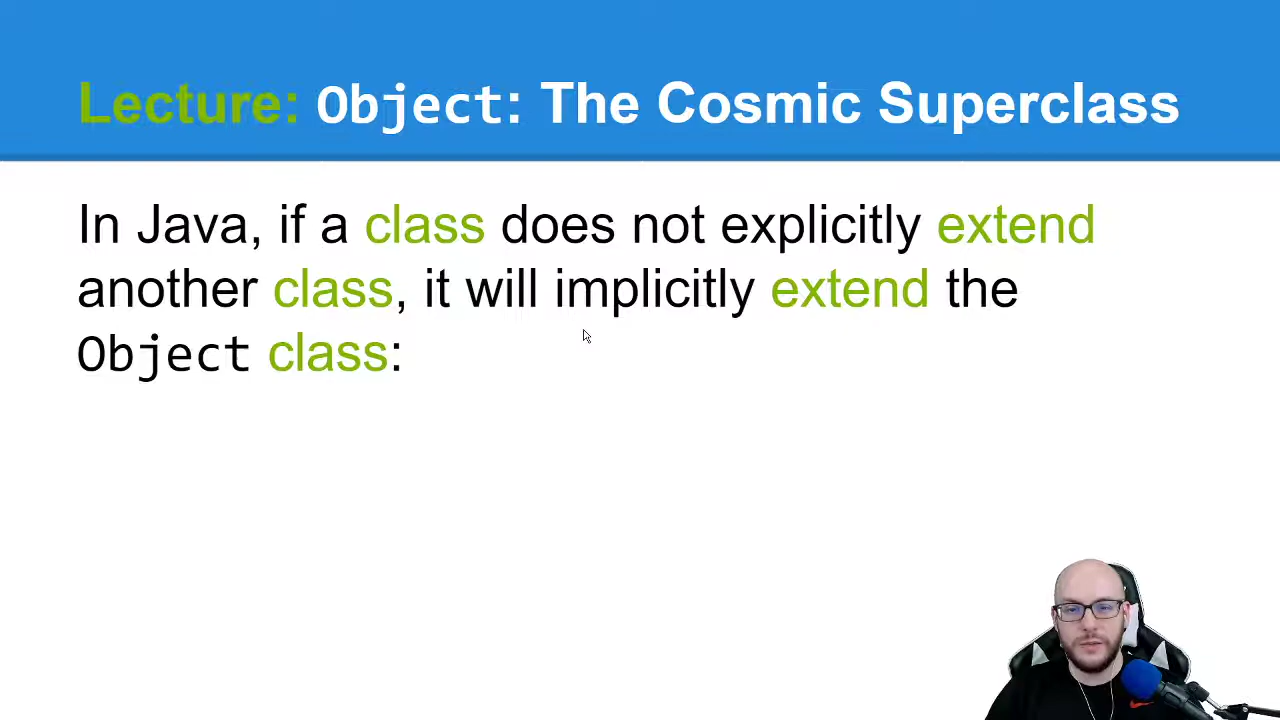 Lecture: Object: The Cosmic Superclass
In Java, if a class does not explicitly extend
another class, it will implicitly extend the
Object class: